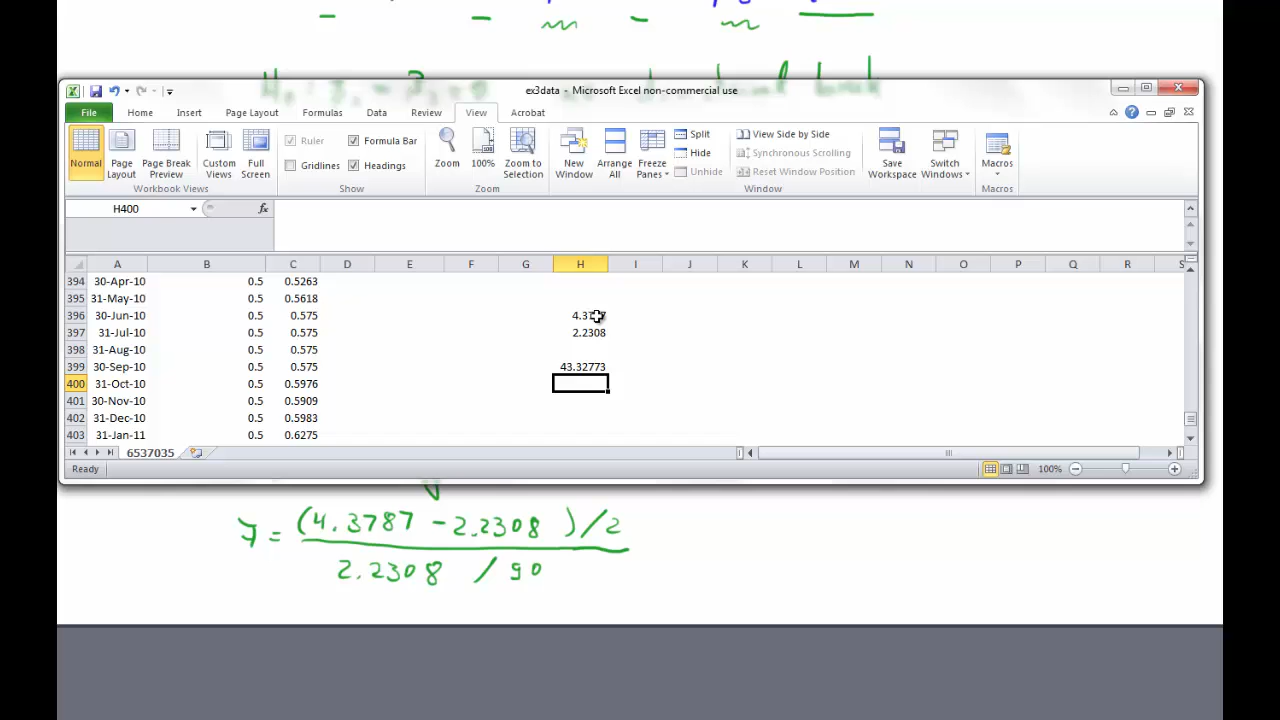 ex3data - Microsoft Excel non-commercial use
File Home Insert Page Layout Formulas Data Review View Acrobat
Normal Page Layout Page Break Preview Custom Views Full Screen
Workbook Views
Ruler Formula Bar
Gridlines Headings
Show
Zoom 100% Zoom to Selection
Zoom
New Window Arrange All Freeze Panes Split Hide Unhide
View Side by Side
Synchronous Scrolling
Reset Window Position
Window
Save Workspace Switch Windows
Macros
Macros
H400 fx
A B C D E F G H I J K L M N O P Q R S
394 30-Apr-10 0.5 0.5263
395 31-May-10 0.5 0.5618
396 30-Jun-10 0.5 0.575
397 31-Jul-10 0.5 0.575 2.2308
398 31-Aug-10 0.5 0.575
399 30-Sep-10 0.5 0.575 43.32773
400 31-Oct-10 0.5 0.5976
401 30-Nov-10 0.5 0.5909
402 31-Dec-10 0.5 0.5983
403 31-Jan-11 0.5 0.6275
6537035
Ready 100%
(4.3787 - 2.2308 ) / 2
2.2308 / 90